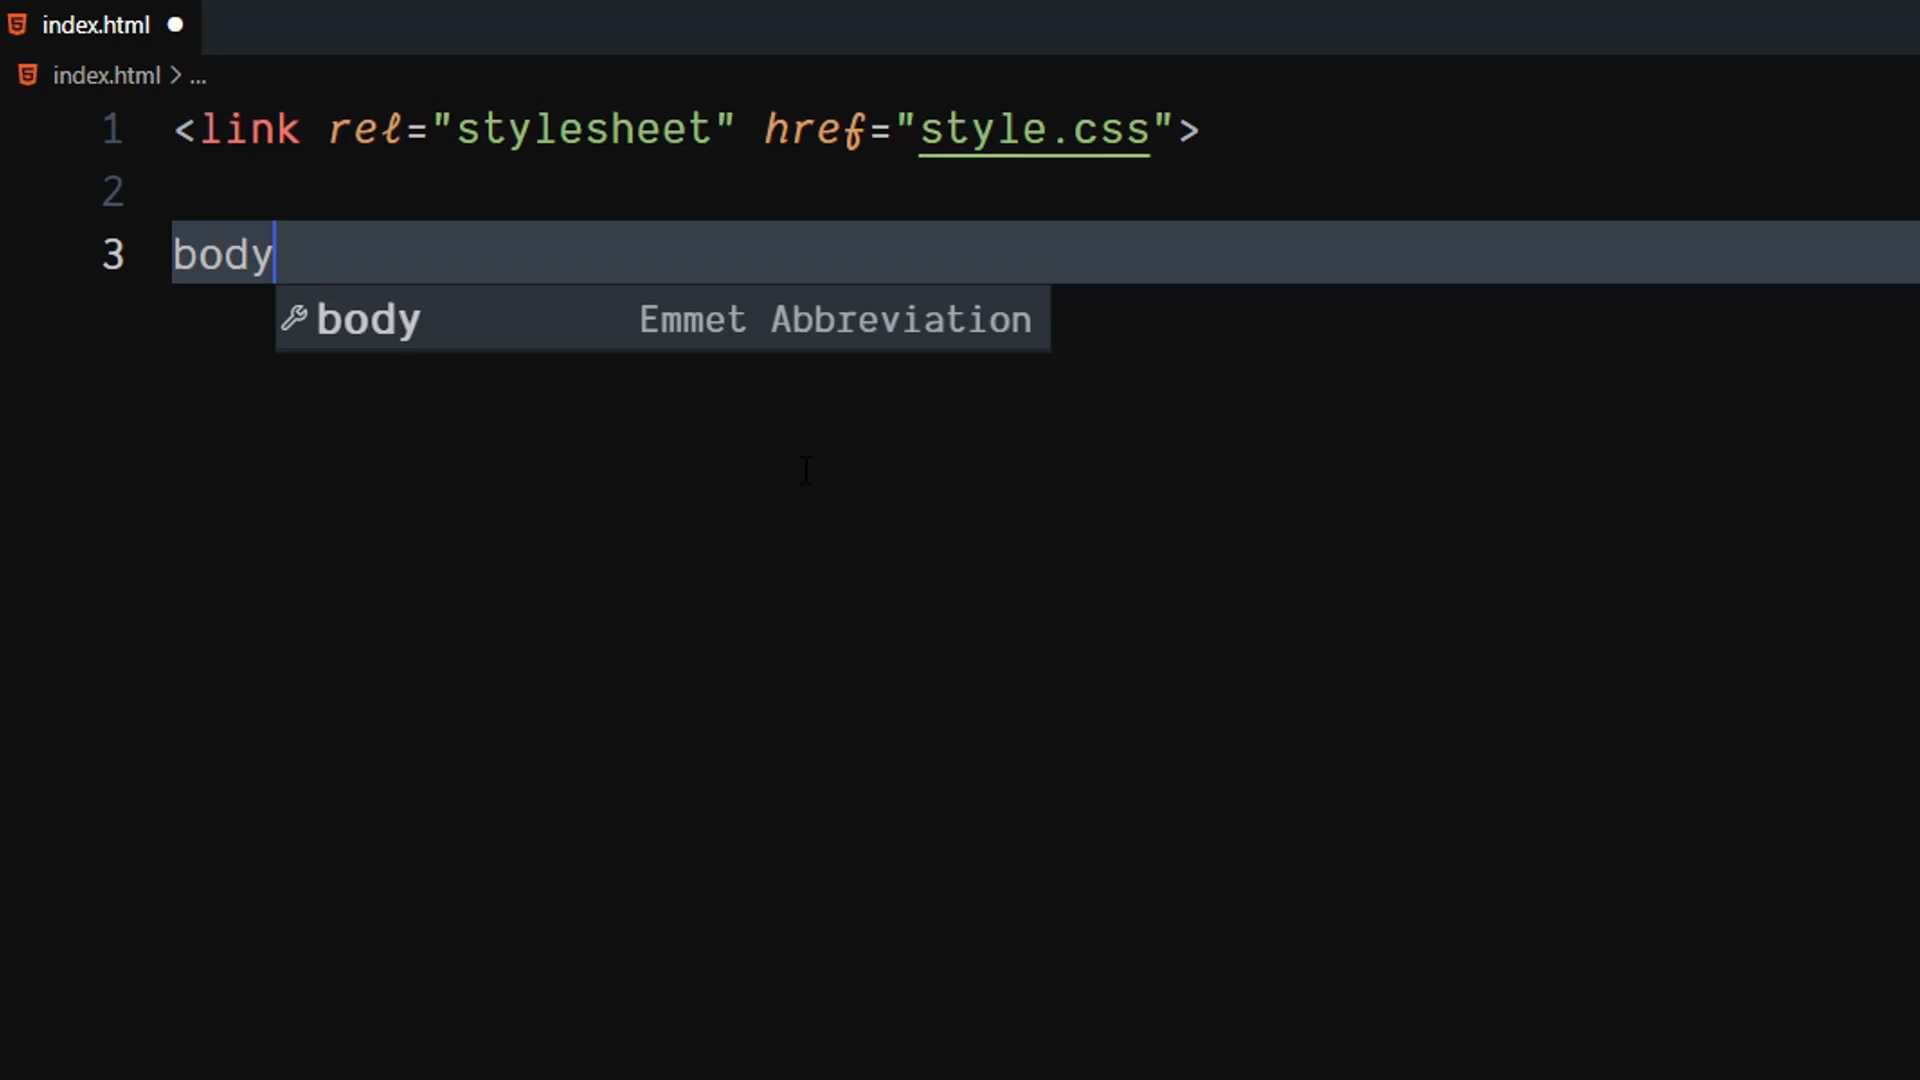 index.html
index.html > ...
1 <link rel="stylesheet" href="style.css">
2
3 body
body Emmet Abbreviation